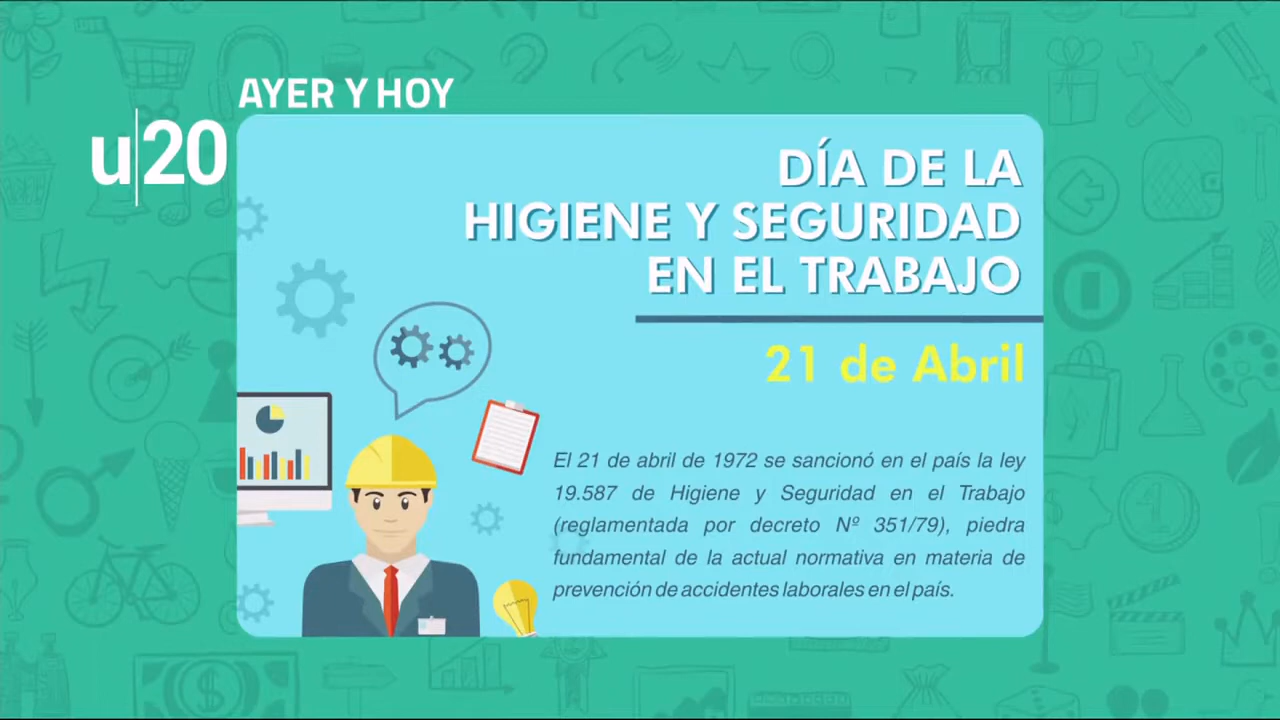 AYER Y HOY
u|20
DÍA DE LA
HIGIENE Y SEGURIDAD
EN EL TRABAJO
21 de Abril
El 21 de abril de 1972 se sancionó en el país la ley
19.587 de Higiene y Seguridad en el Trabajo
(reglamentada por decreto Nº 351/79), piedra
fundamental de la actual normativa en materia de
prevención de accidentes laborales en el país.